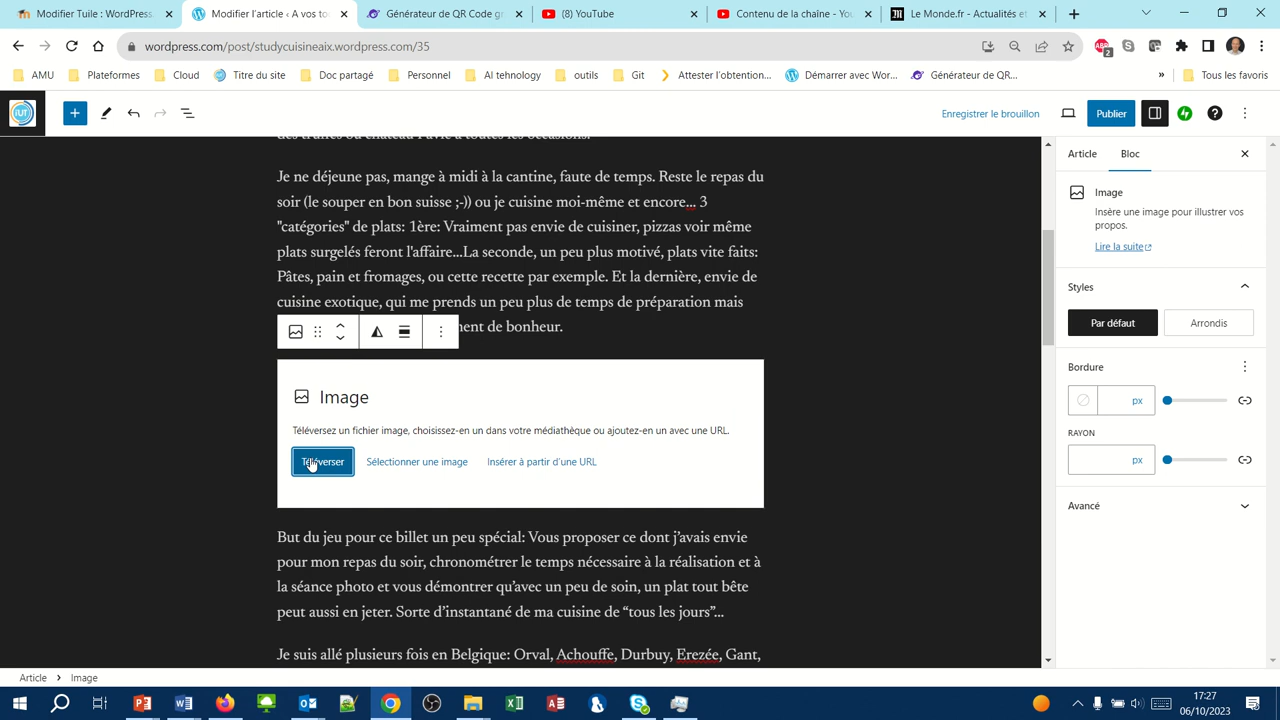 Modifier Tuile : WordPress.
Modifier l'article ‹ A vos t
Générateur de QR Code gr
(8) YouTube
Contenu de la chaîne - You
Le Monde.fr - Actualités et
wordpress.com/post/studycuisineaix.wordpress.com/35
AMU
Plateformes
Cloud
Titre du site
Doc partagé
Personnel
AI tehnology
outils
Git
Attester l'obtention...
Démarrer avec Wor...
Générateur de QR...
»
Tous les favoris
iUT
Enregistrer le brouillon
Publier
Je ne déjeune pas, mange à midi à la cantine, faute de temps. Reste le repas du
soir (le souper en bon suisse ;-)) ou je cuisine moi-même et encore... 3
"catégories" de plats: 1ère: Vraiment pas envie de cuisiner, pizzas voir même
plats surgelés feront l'affaire...La seconde, un peu plus motivé, plats vite faits:
Pâtes, pain et fromages, ou cette recette par exemple. Et la dernière, envie de
cuisine exotique, qui me prends un peu plus de temps de préparation mais
de bonheur.
Image
Téléversez un fichier image, choisissez-en un dans votre médiathèque ou ajoutez-en un avec une URL.
Téléverser
Sélectionner une image
Insérer à partir d'une URL
But du jeu pour ce billet un peu spécial: Vous proposer ce dont j'avais envie
pour mon repas du soir, chronométrer le temps nécessaire à la réalisation et à
la séance photo et vous démontrer qu'avec un peu de soin, un plat tout bête
peut aussi en jeter. Sorte d'instantané de ma cuisine de “tous les jours”...
Je suis allé plusieurs fois en Belgique: Orval, Achouffe, Durbuy, Erezée, Gant,
Article
Bloc
Image
Insère une image pour illustrer vos
propos.
Lire la suite
Styles
Par défaut
Arrondis
Bordure
px
RAYON
px
Avancé
Article > Image
17:27
06/10/2023